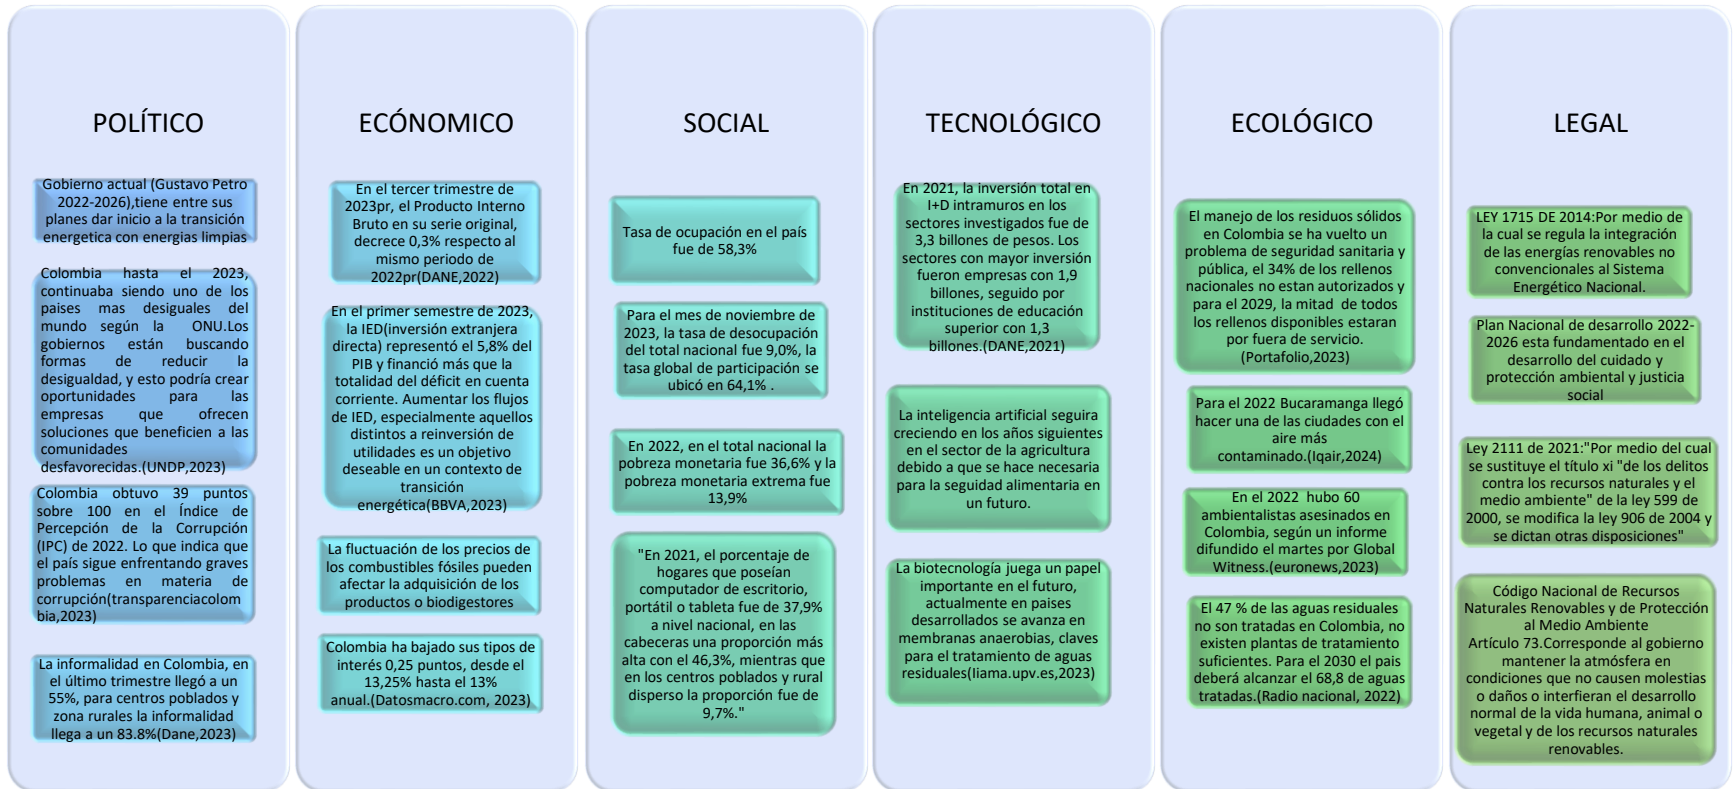 POLÍTICO
Gobierno actual (Gustavo Petro
2022-2026),tiene entre sus
planes dar inicio a la transición
energetica con energias limpias
Colombia hasta el 2023,
continuaba siendo uno de los
paises mas desiguales del
mundo según la ONU.Los
gobiernos están buscando
formas de reducir la
desigualdad, y esto podría crear
oportunidades para las
empresas que ofrecen
soluciones que beneficien a las
comunidades
desfavorecidas.(UNDP,2023)
Colombia obtuvo 39 puntos
sobre 100 en el Índice de
Percepción de la Corrupción
(IPC) de 2022. Lo que indica que
el país sigue enfrentando graves
problemas en materia de
corrupción(transparenciacolom
bia,2023)
La informalidad en Colombia, en
el último trimestre llegó a un
55%, para centros poblados y
zona rurales la informalidad
llega a un 83.8%(Dane,2023)
ECÓNOMICO
En el tercer trimestre de
2023pr, el Producto Interno
Bruto en su serie original,
decrece 0,3% respecto al
mismo periodo de
2022pr(DANE,2022)
En el primer semestre de 2023,
la IED(inversión extranjera
directa) representó el 5,8% del
PIB y financió más que la
totalidad del déficit en cuenta
corriente. Aumentar los flujos
de IED, especialmente aquellos
distintos a reinversión de
utilidades es un objetivo
deseable en un contexto de
transición
energética(BBVA,2023)
La fluctuación de los precios de
los combustibles fósiles pueden
afectar la adquisición de los
productos o biodigestores
Colombia ha bajado sus tipos de
interés 0,25 puntos, desde el
13,25% hasta el 13%
anual.(Datosmacro.com, 2023)
SOCIAL
Tasa de ocupación en el país
fue de 58,3%
Para el mes de noviembre de
2023, la tasa de desocupación
del total nacional fue 9,0%, la
tasa global de participación se
ubicó en 64,1% .
En 2022, en el total nacional la
pobreza monetaria fue 36,6% y la
pobreza monetaria extrema fue
13,9%
"En 2021, el porcentaje de
hogares que poseían
computador de escritorio,
portátil o tableta fue de 37,9%
a nivel nacional, en las
cabeceras una proporción más
alta con el 46,3%, mientras que
en los centros poblados y rural
disperso la proporción fue de
9,7%."
TECNOLÓGICO
En 2021, la inversión total en
I+D intramuros en los
sectores investigados fue de
3,3 billones de pesos. Los
sectores con mayor inversión
fueron empresas con 1,9
billones, seguido por
instituciones de educación
superior con 1,3
billones.(DANE,2021)
La inteligencia artificial seguira
creciendo en los años siguientes
en el sector de la agricultura
debido a que se hace necesaria
para la seguidad alimentaria en
un futuro.
La biotecnología juega un papel
importante en el futuro,
actualmente en paises
desarrollados se avanza en
membranas anaerobias, claves
para el tratamiento de aguas
residuales(Iiama.upv.es,2023)
ECOLÓGICO
El manejo de los residuos sólidos
en Colombia se ha vuelto un
problema de seguridad sanitaria y
pública, el 34% de los rellenos
nacionales no estan autorizados y
para el 2029, la mitad de todos
los rellenos disponibles estaran
por fuera de servicio.
(Portafolio,2023)
Para el 2022 Bucaramanga llegó
hacer una de las ciudades con el
aire más
contaminado.(Iqair,2024)
En el 2022 hubo 60
ambientalistas asesinados en
Colombia, según un informe
difundido el martes por Global
Witness.(euronews,2023)
El 47 % de las aguas residuales
no son tratadas en Colombia, no
existen plantas de tratamiento
suficientes. Para el 2030 el pais
deberá alcanzar el 68,8 de aguas
tratadas.(Radio nacional, 2022)
LEGAL
LEY 1715 DE 2014:Por medio de
la cual se regula la integración
de las energías renovables no
convencionales al Sistema
Energético Nacional.
Plan Nacional de desarrollo 2022-
2026 esta fundamentado en el
desarrollo del cuidado y
protección ambiental y justicia
social
Ley 2111 de 2021:"Por medio del cual
se sustituye el título xi "de los delitos
contra los recursos naturales y el
medio ambiente" de la ley 599 de
2000, se modifica la ley 906 de 2004 y
se dictan otras disposiciones"
Código Nacional de Recursos
Naturales Renovables y de Protección
al Medio Ambiente
Artículo 73.Corresponde al gobierno
mantener la atmósfera en
condiciones que no causen molestias
o daños o interfieran el desarrollo
normal de la vida humana, animal o
vegetal y de los recursos naturales
renovables.